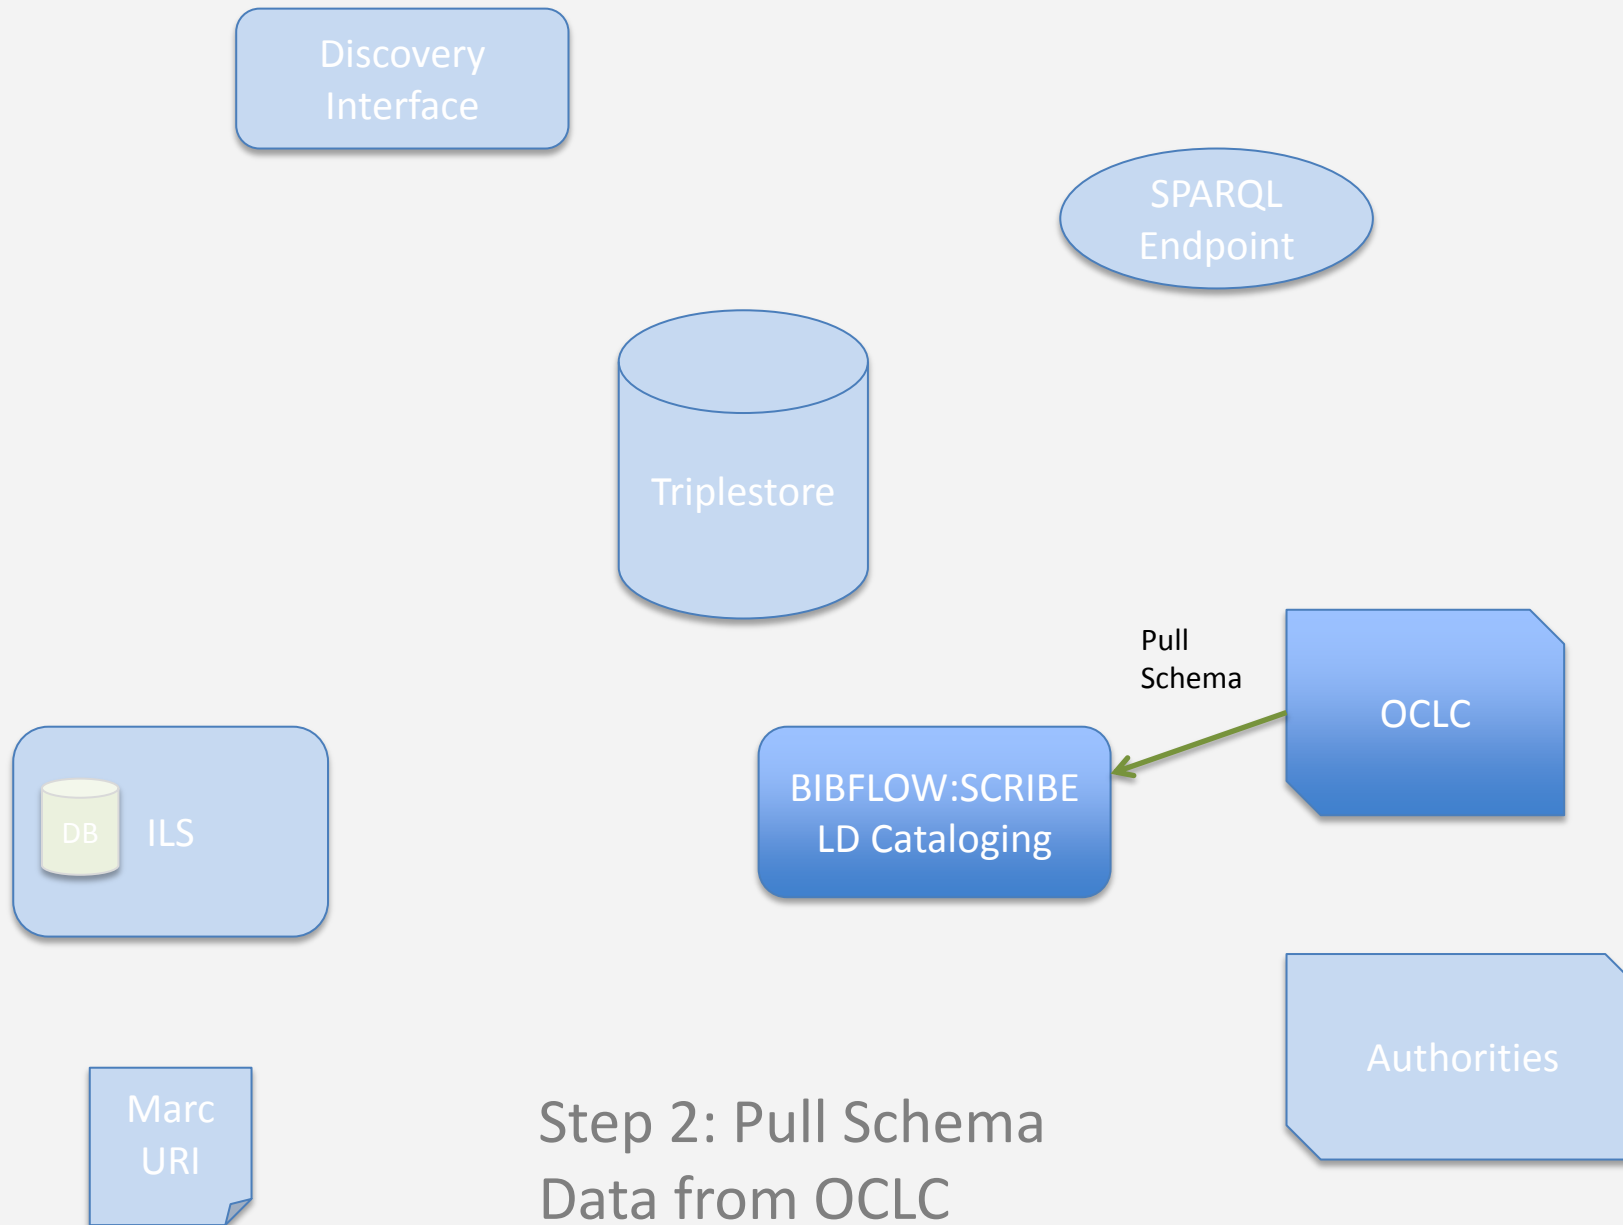 Discovery
Interface
SPARQL
Endpoint
Triplestore
Pull
Schema
OCLC
BIBFLOW:SCRIBE
LD Cataloging
DB
ILS
Authorities
Marc
URI
Step 2: Pull Schema
Data from OCLC